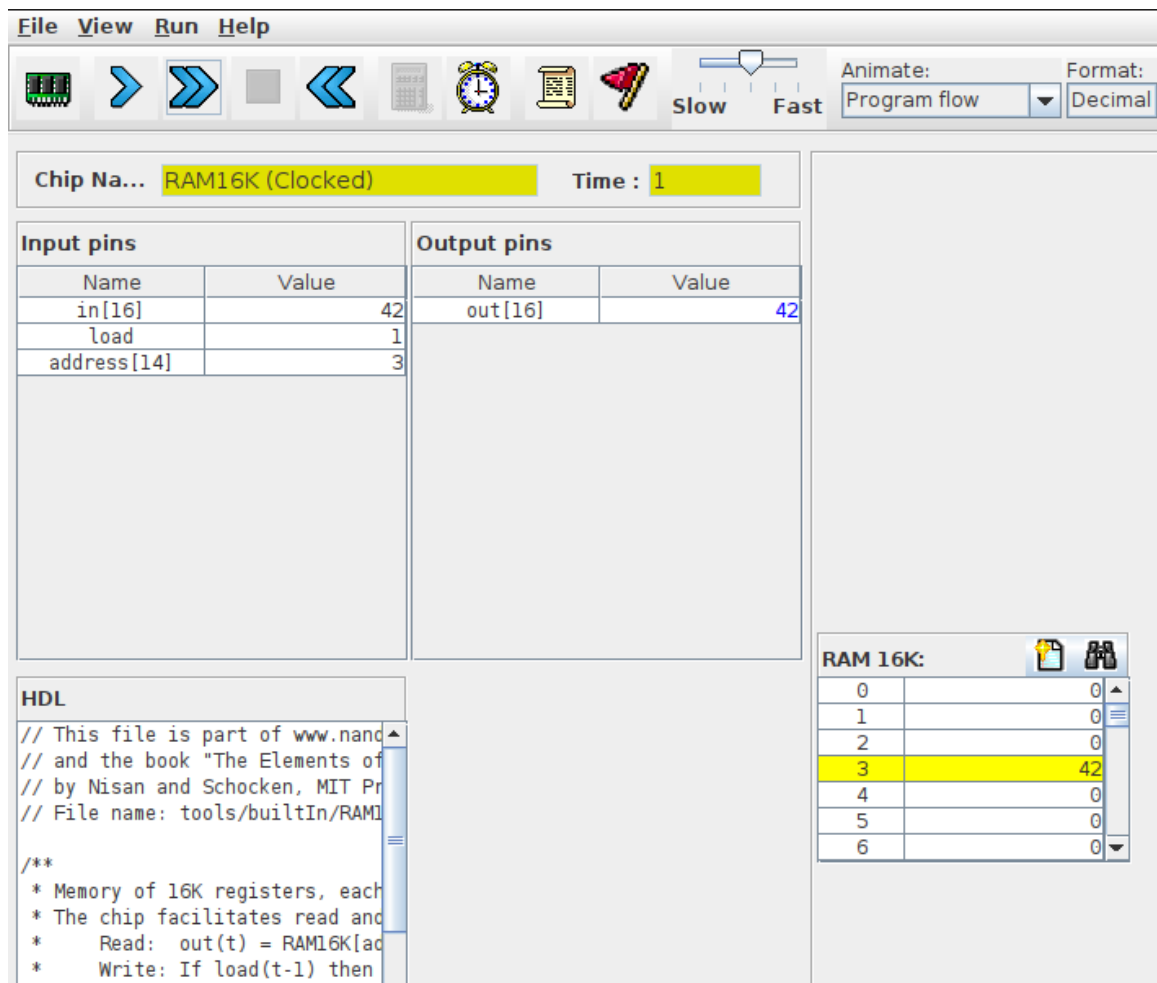 File View Run Help
Animate: Format:
Slow Fast Program flow Decimal
Chip Na... RAM16K (Clocked) Time : 1
Input pins
Name Value
in[16] 42
load 1
address[14] 3
Output pins
Name Value
out[16] 42
HDL
// This file is part of www.nand
// and the book "The Elements of
// by Nisan and Schocken, MIT Pr
// File name: tools/builtIn/RAM1
/**
* Memory of 16K registers, each
* The chip facilitates read and
* Read: out(t) = RAM16K[ad
* Write: If load(t-1) then
RAM 16K:
0 0
1 0
2 0
3 42
4 0
5 0
6 0